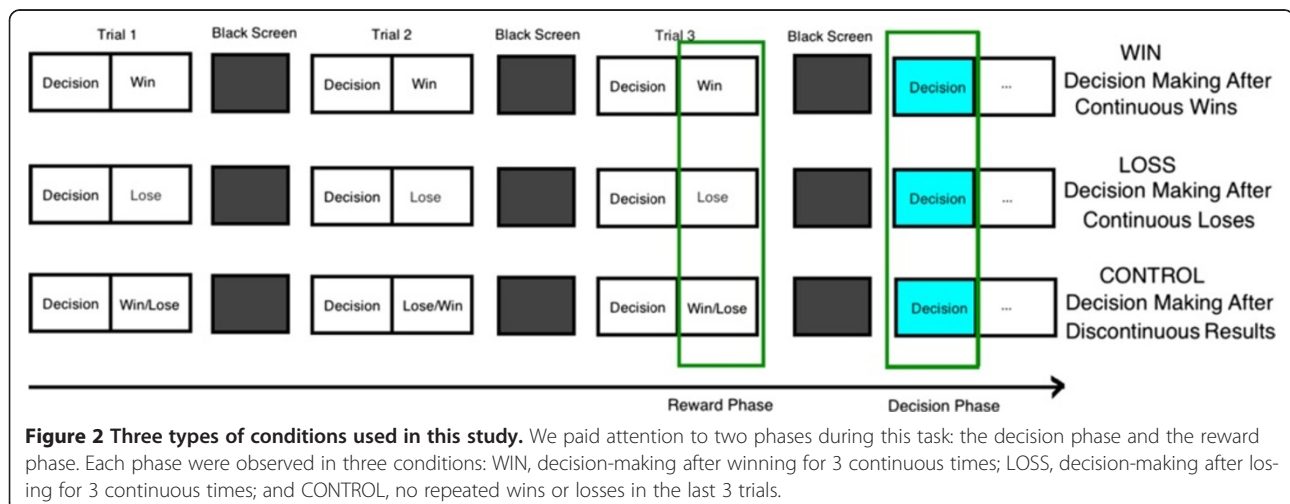 Trial 1 Black Screen Trial 2 Black Screen Trial 3 Black Screen
Decision Win Decision Win Decision Win Decision ...
WIN
Decision Making After
Continuous Wins
Decision Lose Decision Lose Decision Lose Decision ...
LOSS
Decision Making After
Continuous Loses
Decision Win/Lose Decision Lose/Win Decision Win/Lose Decision ...
CONTROL
Decision Making After
Discontinuous Results
Reward Phase Decision Phase
Figure 2 Three types of conditions used in this study. We paid attention to two phases during this task: the decision phase and the reward
phase. Each phase were observed in three conditions: WIN, decision-making after winning for 3 continuous times; LOSS, decision-making after los-
ing for 3 continuous times; and CONTROL, no repeated wins or losses in the last 3 trials.